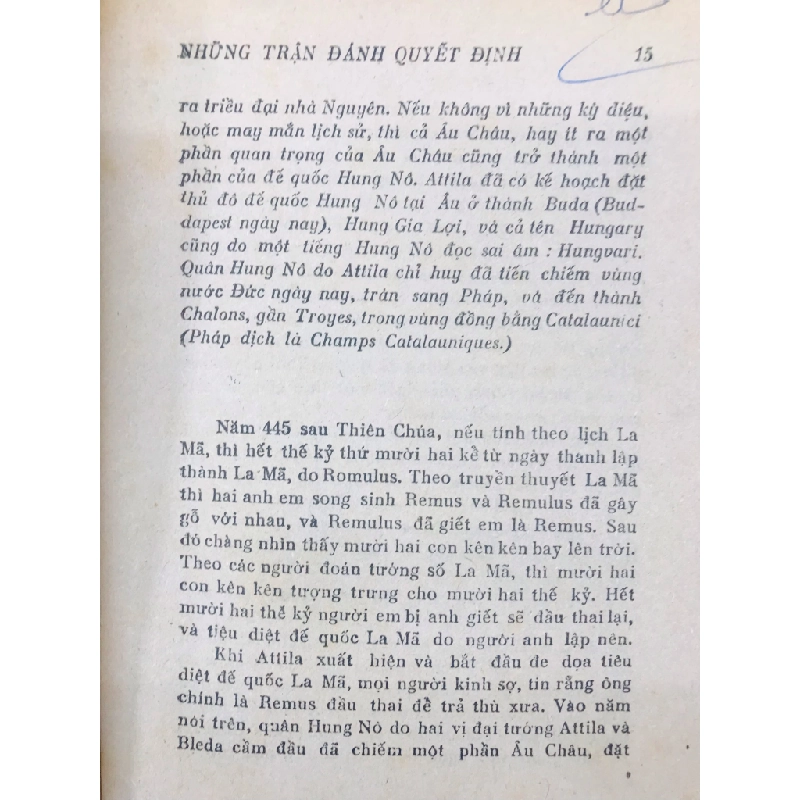 NHỮNG TRẬN ĐÁNH QUYẾT ĐỊNH 15
ra triều đại nhà Nguyên. Nếu không vì những kỳ diệu,
hoặc may mắn lịch sử, thì cả Âu Châu, hay ít ra một
phần quan trọng của Âu Châu cũng trở thành một
phần của đế quốc Hung Nô. Attila đã có kế hoạch đặt
thủ đô đế quốc Hung Nô tại Âu ở thành Buda (Bud-
dapest ngày nay), Hung Gia Lợi, và cả tên Hungary
cũng do một tiếng Hung Nô đọc sai âm : Hungvari.
Quân Hung Nô do Attila chỉ huy đã tiến chiếm vùng
nước Đức ngày nay, tràn sang Pháp, và đến thành
Chalons, gần Troyes, trong vùng đồng bằng Catalaunici
(Pháp dịch là Champs Catalauniques.)
Năm 445 sau Thiên Chúa, nếu tính theo lịch La
Mã, thì hết thế kỷ thứ mười hai kể từ ngày thành lập
thành La Mã, do Romulus. Theo truyền thuyết La Mã
thì hai anh em song sinh Remus và Remulus đã gây
gỗ với nhau, và Remulus đã giết em là Remus. Sau
đó chàng nhìn thấy mười hai con kên kên bay lên trời.
Theo các người đoán tướng số La Mã, thì mười hai
con kên kên tượng trưng cho mười hai thế kỷ. Hết
mười hai thế kỷ người em bị anh giết sẽ đầu thai lại,
và tiêu diệt đế quốc La Mã do người anh lập nên.
Khi Attila xuất hiện và bắt đầu đe dọa tiêu
diệt đế quốc La Mã, mọi người kinh sợ, tin rằng ông
chính là Remus đầu thai để trả thù xưa. Vào năm
nói trên, quân Hung Nô do hai vị đại tướng Attila và
Bleda cầm đầu đã chiếm một phần Âu Châu, đặt